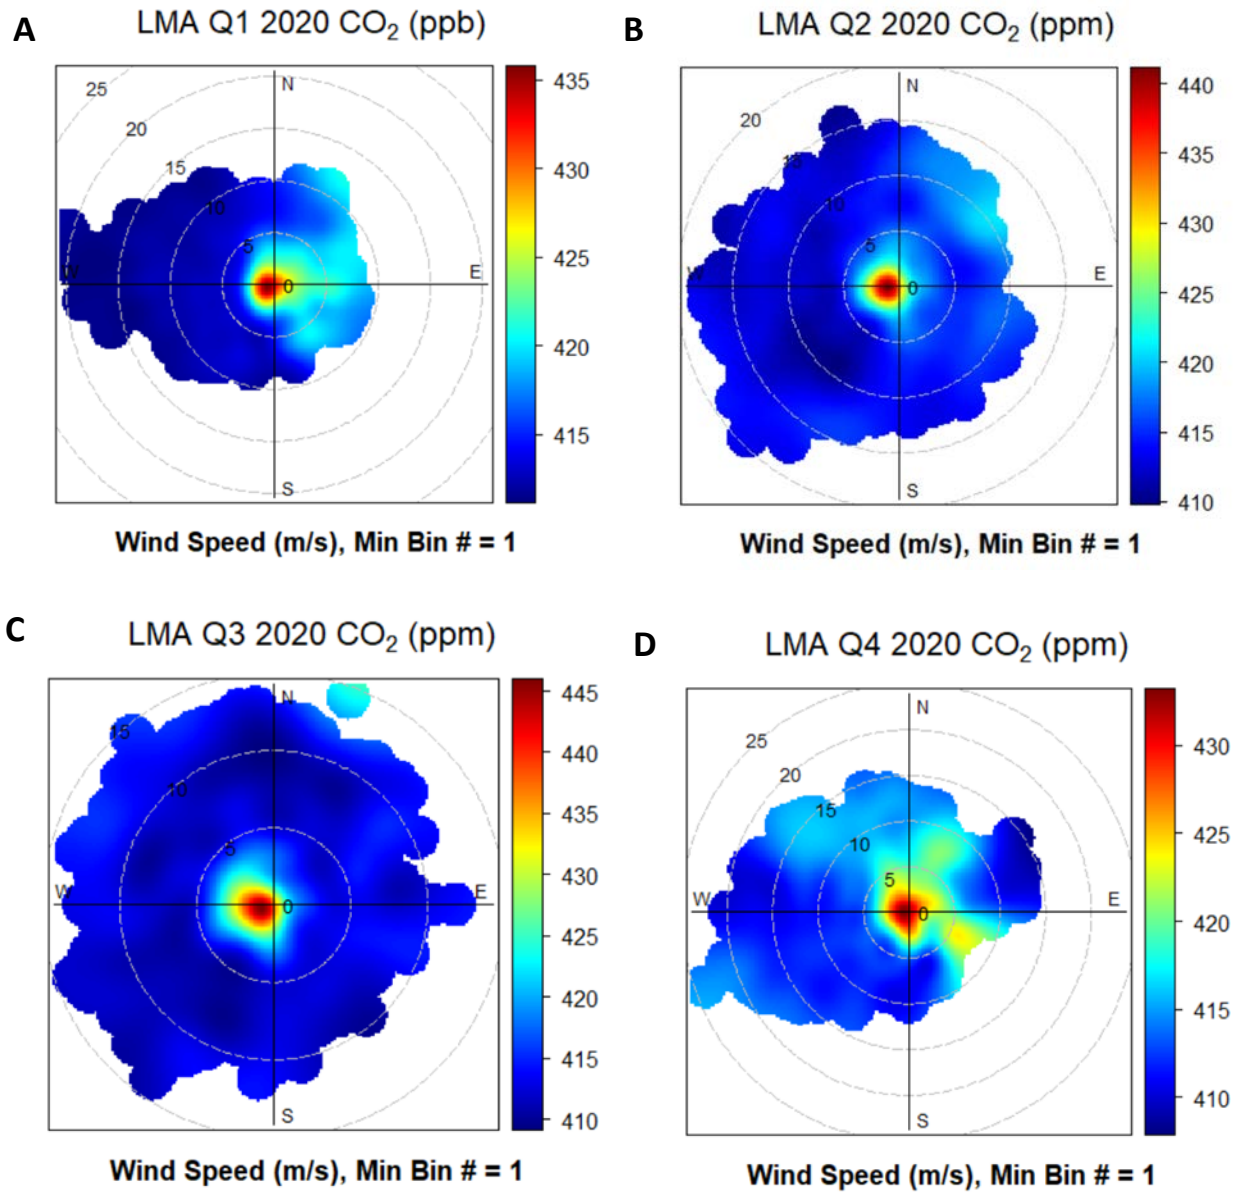 A
LMA Q1 2020 CO₂ (ppb)
25
20
15
10
5
0
N
W
E
S
435
430
425
420
415
Wind Speed (m/s), Min Bin # = 1
B
LMA Q2 2020 CO₂ (ppm)
20
15
10
5
0
N
W
E
S
440
435
430
425
420
415
410
Wind Speed (m/s), Min Bin # = 1
C
LMA Q3 2020 CO₂ (ppm)
15
10
5
0
N
W
E
S
445
440
435
430
425
420
415
410
Wind Speed (m/s), Min Bin # = 1
D
LMA Q4 2020 CO₂ (ppm)
25
20
15
10
5
0
N
W
E
S
430
425
420
415
410
Wind Speed (m/s), Min Bin # = 1